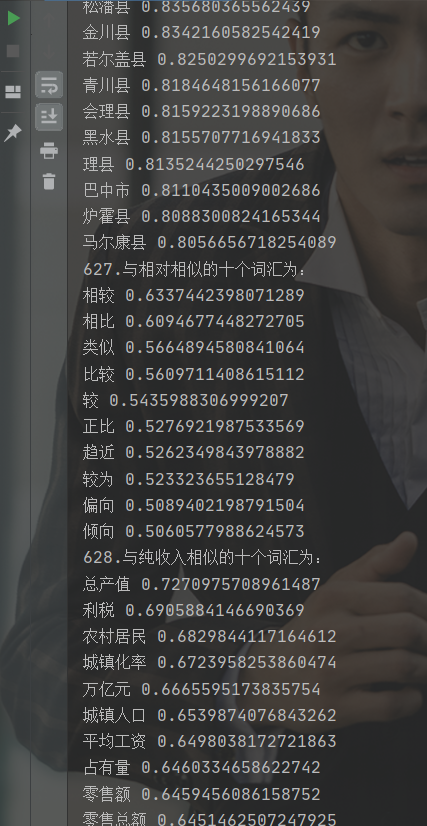 松潘县 0.835680365562439
金川县 0.8342160582542419
若尔盖县 0.8250299692153931
青川县 0.8184648156166077
会理县 0.8159223198890686
黑水县 0.8155707716941833
理县 0.8135244250297546
巴中市 0.8110435009002686
炉霍县 0.8088300824165344
马尔康县 0.8056656718254089
627.与相对相似的十个词汇为：
相较 0.6337442398071289
相比 0.6094677448272705
类似 0.5664894580841064
比较 0.5609711408615112
较 0.5435988306999207
正比 0.5276921987533569
趋近 0.5262349843978882
较为 0.523323655128479
偏向 0.5089402198791504
倾向 0.5060577988624573
628.与纯收入相似的十个词汇为：
总产值 0.7270975708961487
利税 0.6905884146690369
农村居民 0.6829844117164612
城镇化率 0.6723958253860474
万亿元 0.6665595173835754
城镇人口 0.6539874076843262
平均工资 0.6498038172721863
占有量 0.6460334658622742
零售额 0.6459456086158752
零售总额 0.6451462507247925